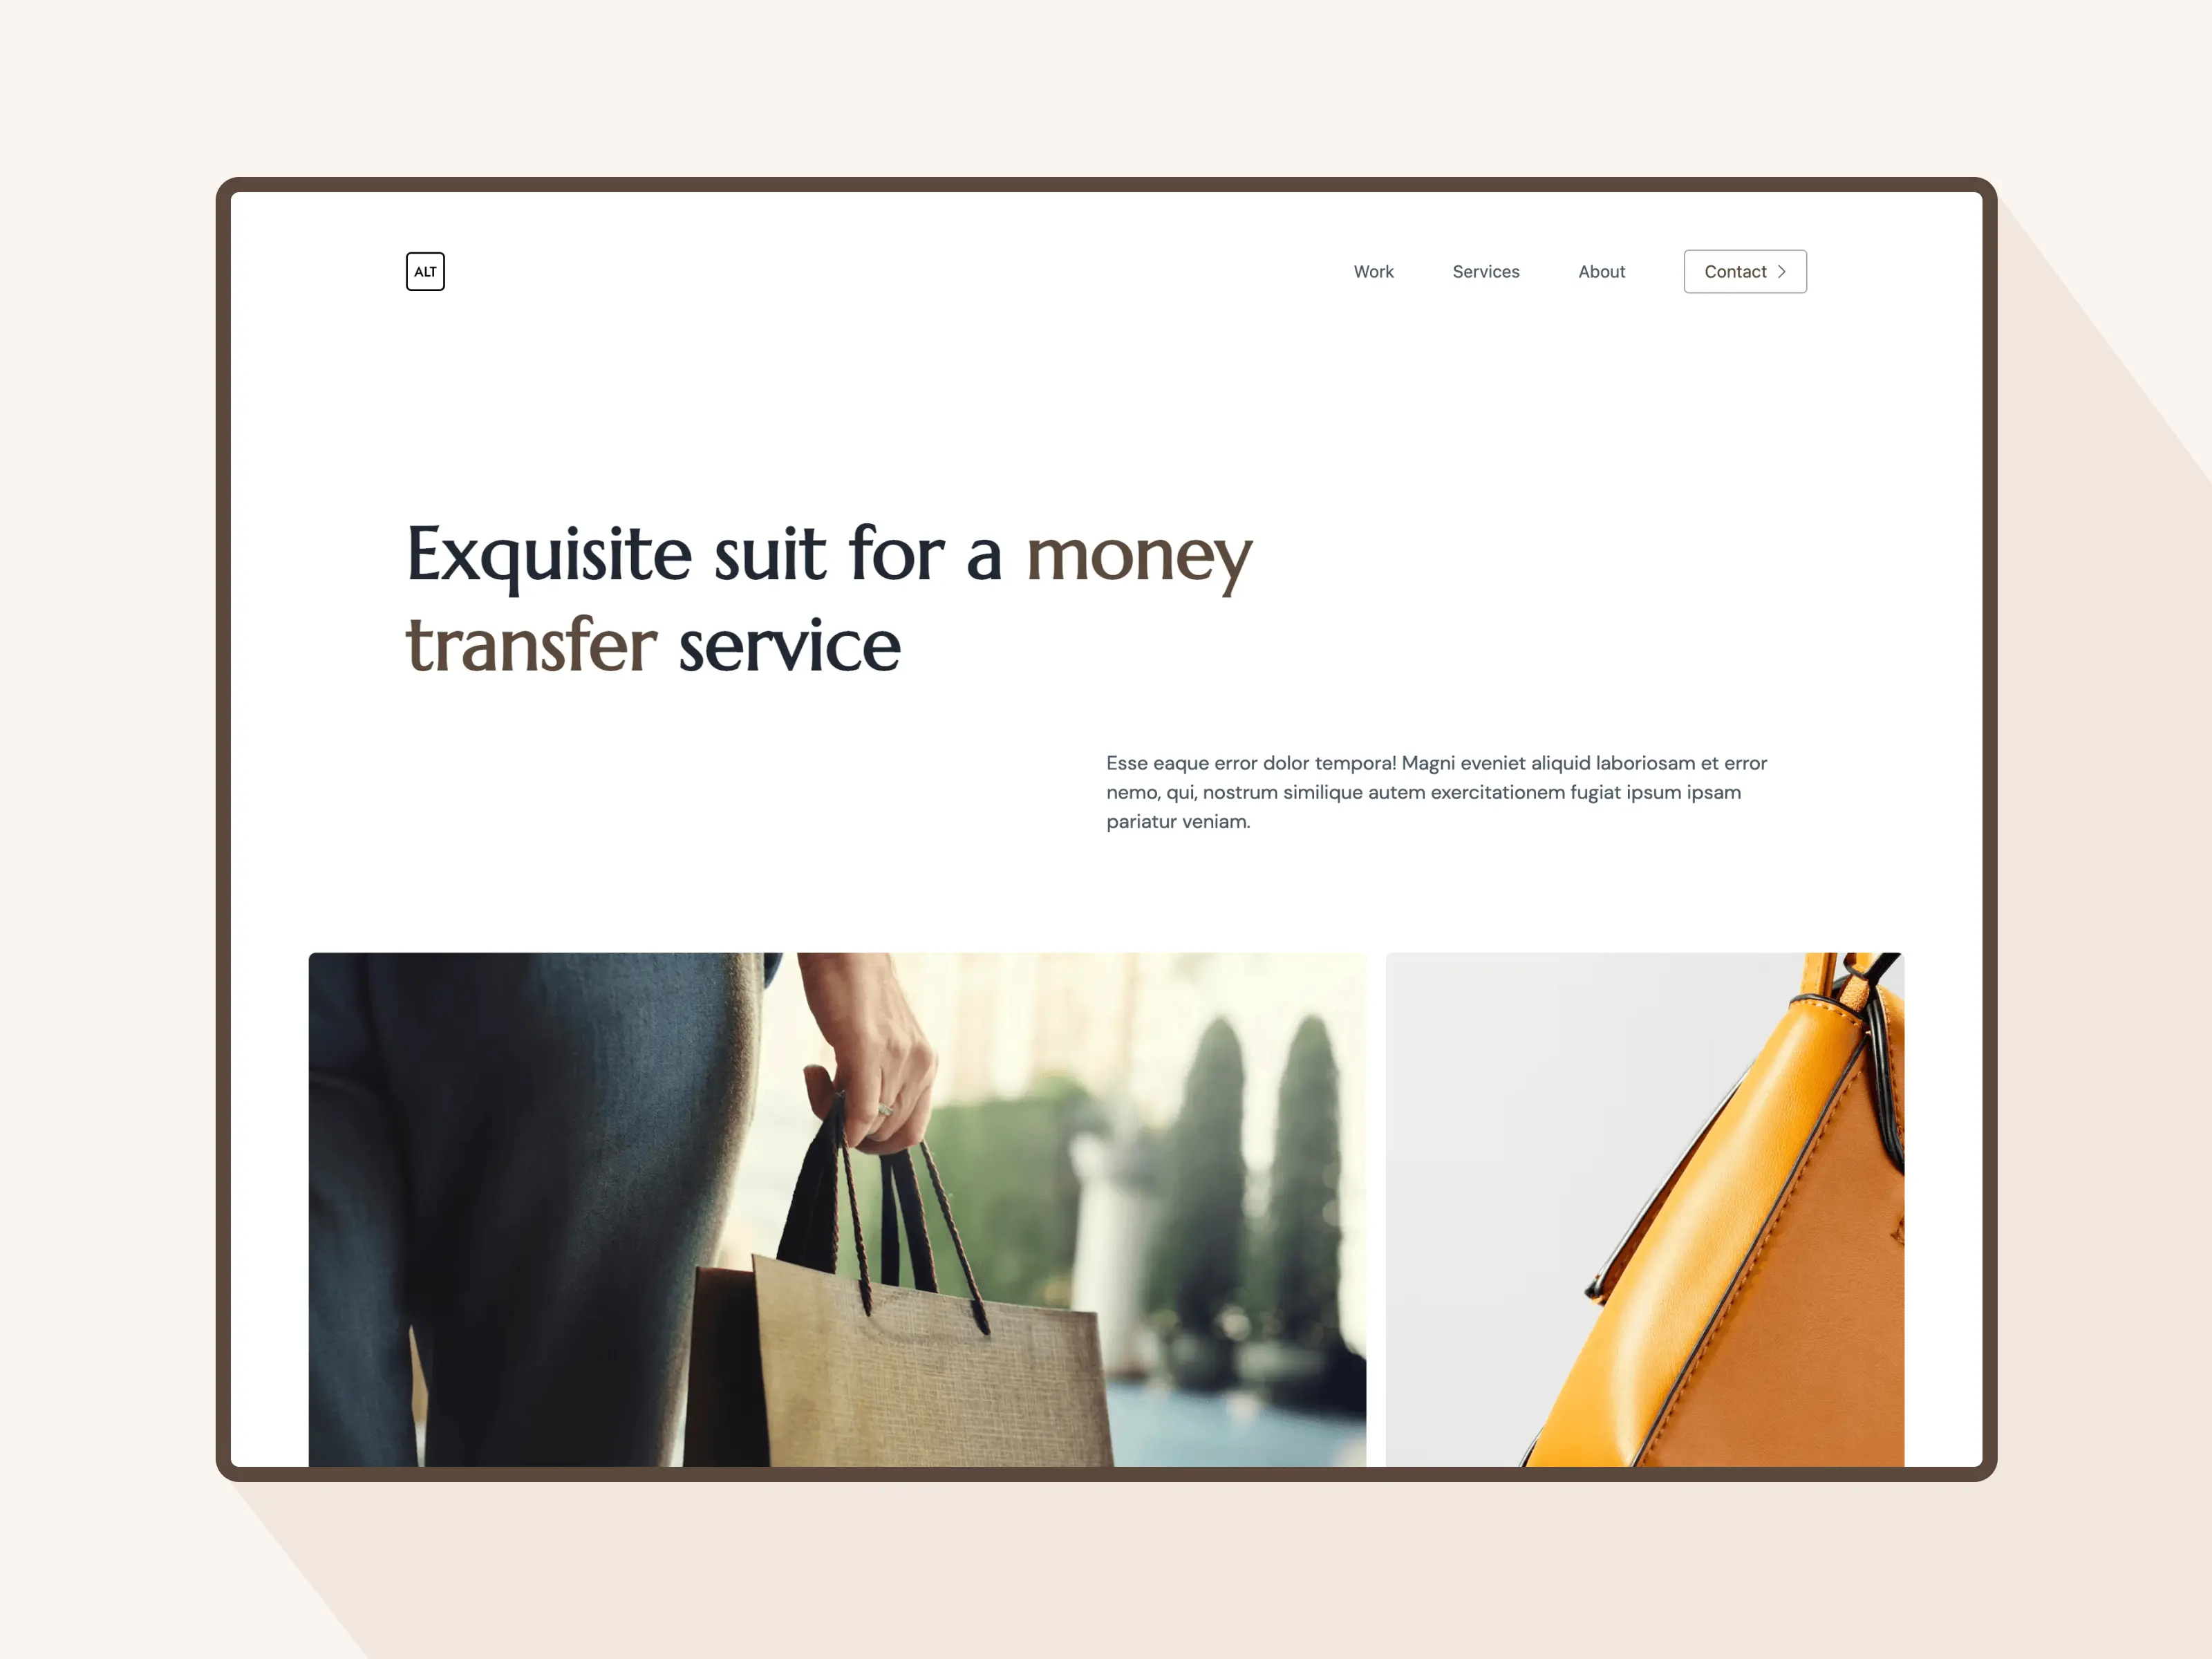 ALT
Work
Services
About
Contact
Exquisite suit for a money
transfer service
Esse eaque error dolor tempora! Magni eveniet aliquid laboriosam et error
nemo, qui, nostrum similique autem exercitationem fugiat ipsum ipsam
pariatur veniam.